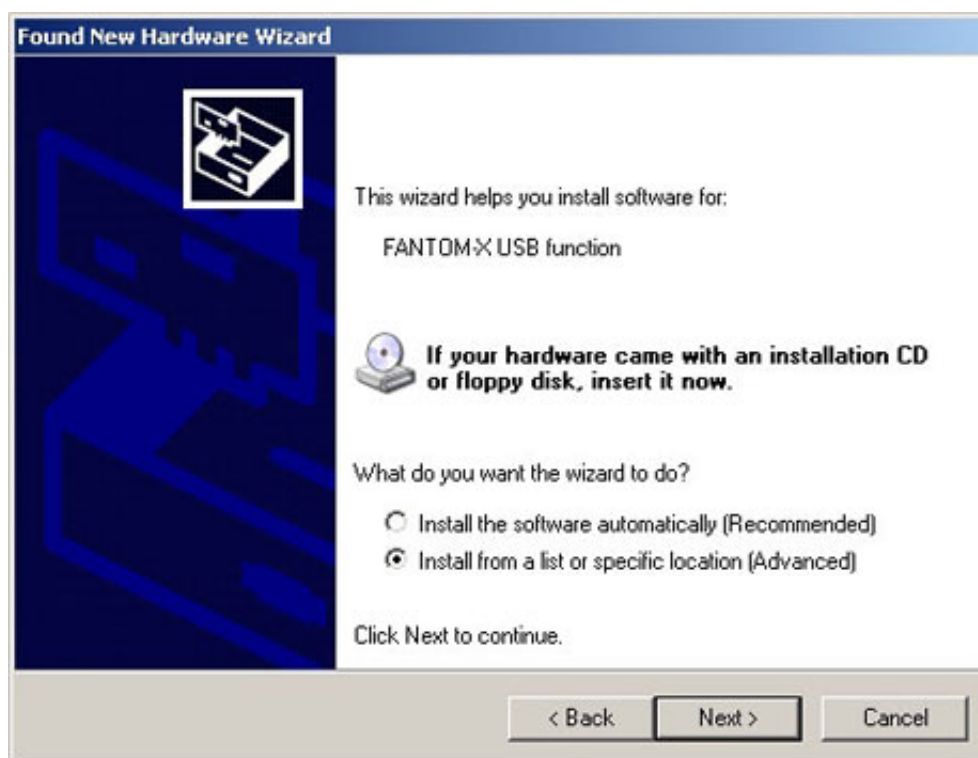 Found New Hardware Wizard
This wizard helps you install software for:
FANTOM-X USB function
If your hardware came with an installation CD
or floppy disk, insert it now.
What do you want the wizard to do?
Install the software automatically (Recommended)
Install from a list or specific location (Advanced)
Click Next to continue.
< Back
Next >
Cancel